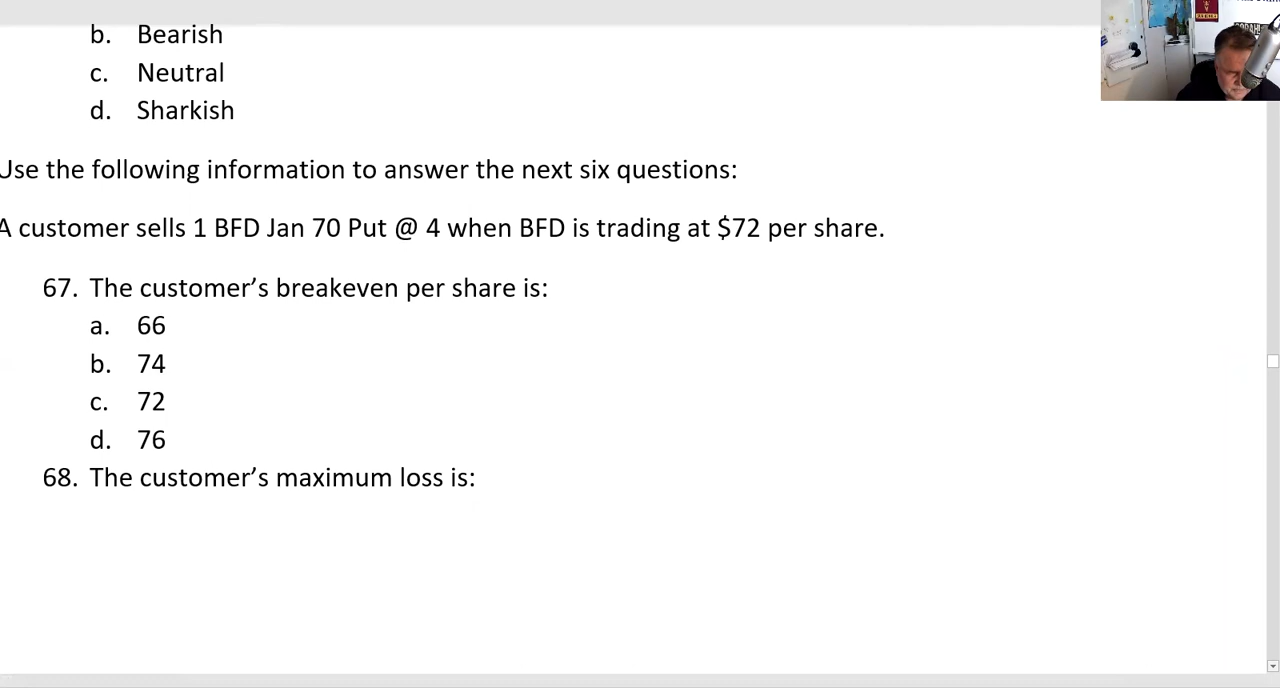 b. Bearish
c. Neutral
d. Sharkish
Use the following information to answer the next six questions:
A customer sells 1 BFD Jan 70 Put @ 4 when BFD is trading at $72 per share.
67. The customer’s breakeven per share is:
a. 66
b. 74
c. 72
d. 76
68. The customer’s maximum loss is: